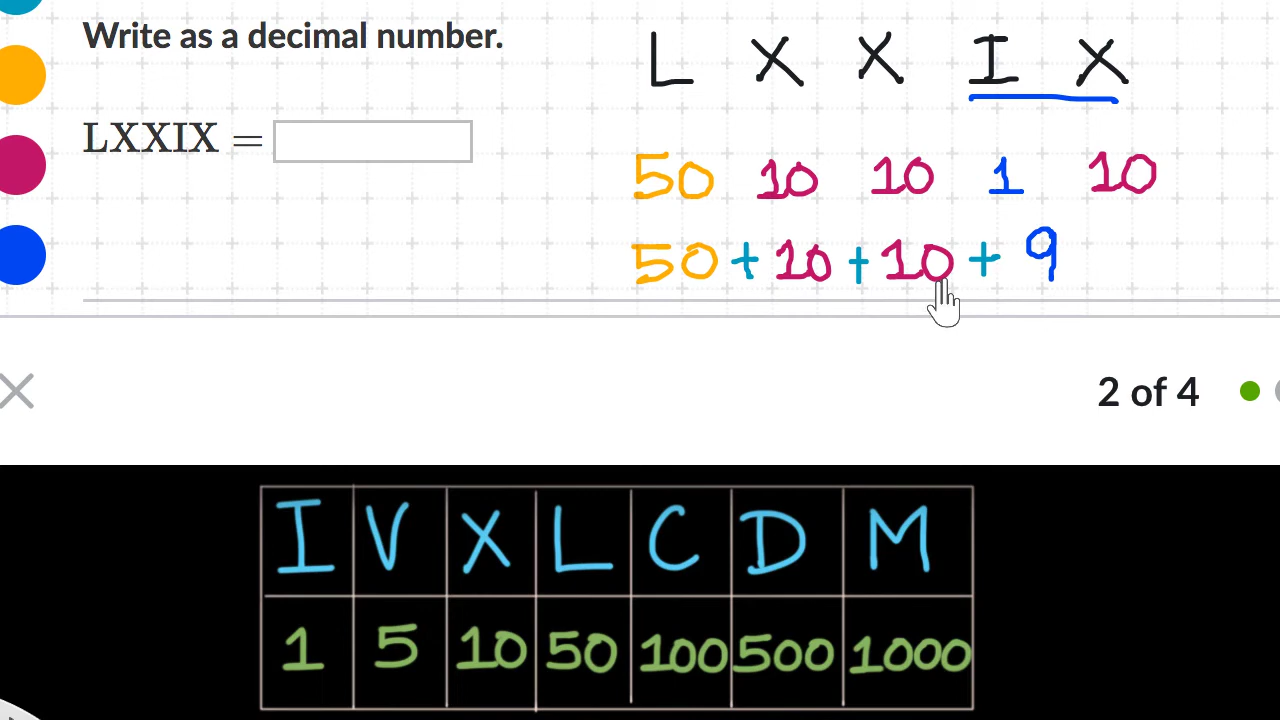 Write as a decimal number.
L X X I X
LXXIX =
50 10 10 1 10
50 + 10 + 10 + 9
2 of 4
I V X L C D M
1 5 10 50 100 500 1000